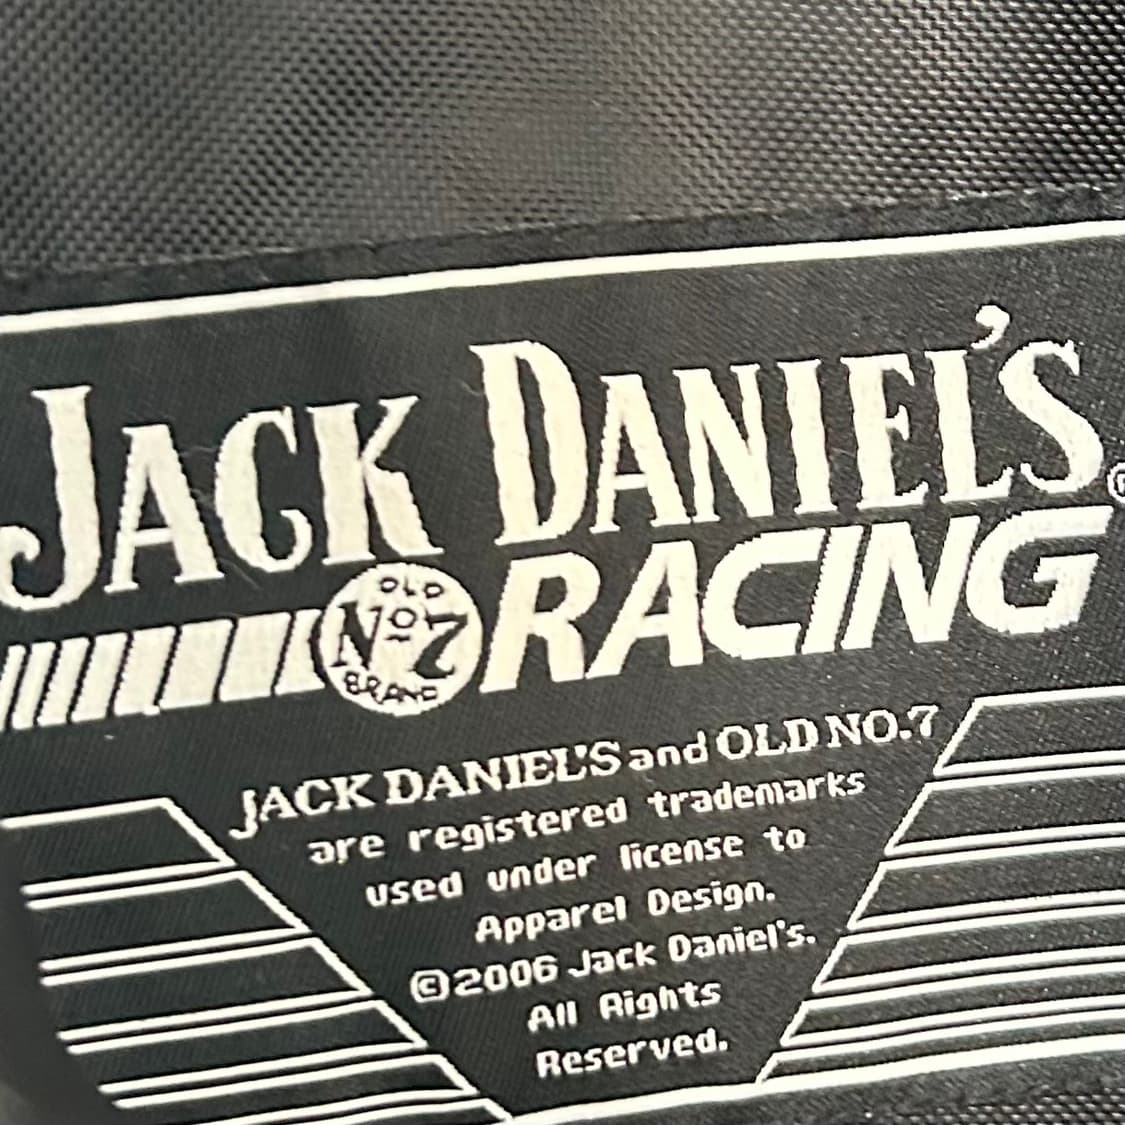 JACK DANIEL'S®
OLD
No 7
BRAND
RACING
JACK DANIEL'S and OLD NO.7
are registered trademarks
used under license to
Apparel Design.
©2006 Jack Daniel's.
All Rights
Reserved.